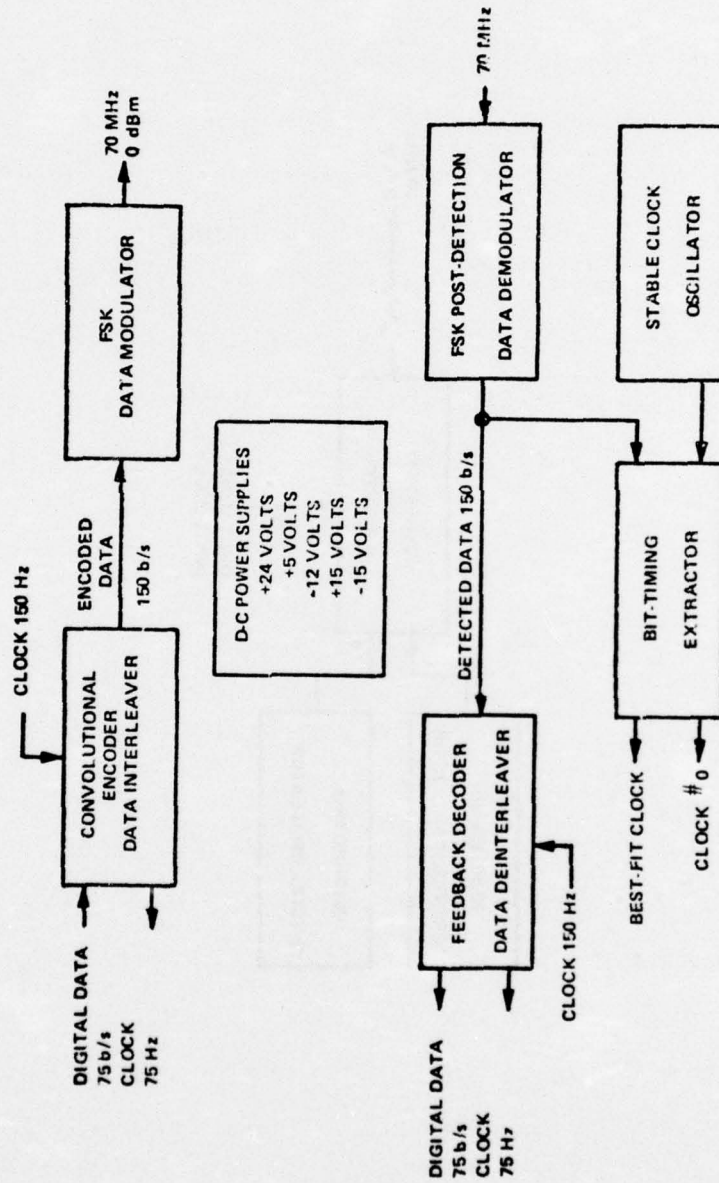 CLOCK 150 Hz
DIGITAL DATA
75 b/s
CLOCK
75 Hz
CONVOLUTIONAL
ENCODER
DATA INTERLEAVER
ENCODED
DATA
150 b/s
FSK
DATA MODULATOR
70 MHz
0 dBm
D-C POWER SUPPLIES
+24 VOLTS
+5 VOLTS
-12 VOLTS
+15 VOLTS
-15 VOLTS
DIGITAL DATA
75 b/s
CLOCK
75 Hz
FEEDBACK DECODER
DATA DEINTERLEAVER
CLOCK 150 Hz
DETECTED DATA 150 b/s
FSK POST-DETECTION
DATA DEMODULATOR
70 MHz
BEST-FIT CLOCK
CLOCK #0
BIT-TIMING
EXTRACTOR
STABLE CLOCK
OSCILLATOR